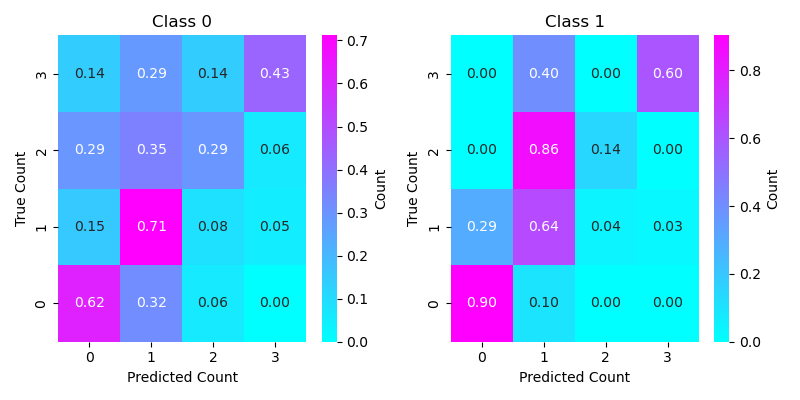 Class 0
Class 1
3 0.14 0.29 0.14 0.43
2 0.29 0.35 0.29 0.06
1 0.15 0.71 0.08 0.05
0 0.62 0.32 0.06 0.00
0 1 2 3
Predicted Count
True Count
0.7
0.6
0.5
0.4
0.3
0.2
0.1
0.0
Count
3 0.00 0.40 0.00 0.60
2 0.00 0.86 0.14 0.00
1 0.29 0.64 0.04 0.03
0 0.90 0.10 0.00 0.00
0 1 2 3
Predicted Count
True Count
0.8
0.6
0.4
0.2
0.0
Count